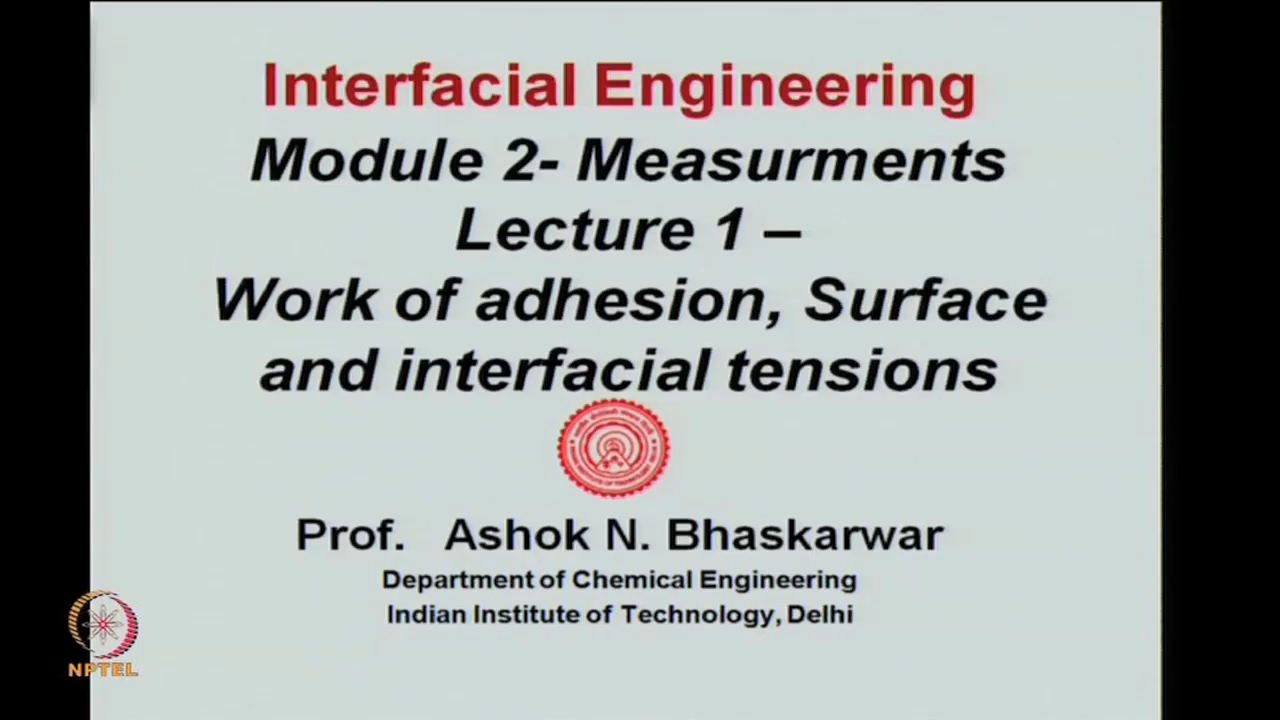 Interfacial Engineering
Module 2- Measurments
Lecture 1 –
Work of adhesion, Surface
and interfacial tensions
Prof. Ashok N. Bhaskarwar
Department of Chemical Engineering
Indian Institute of Technology, Delhi
NPTEL